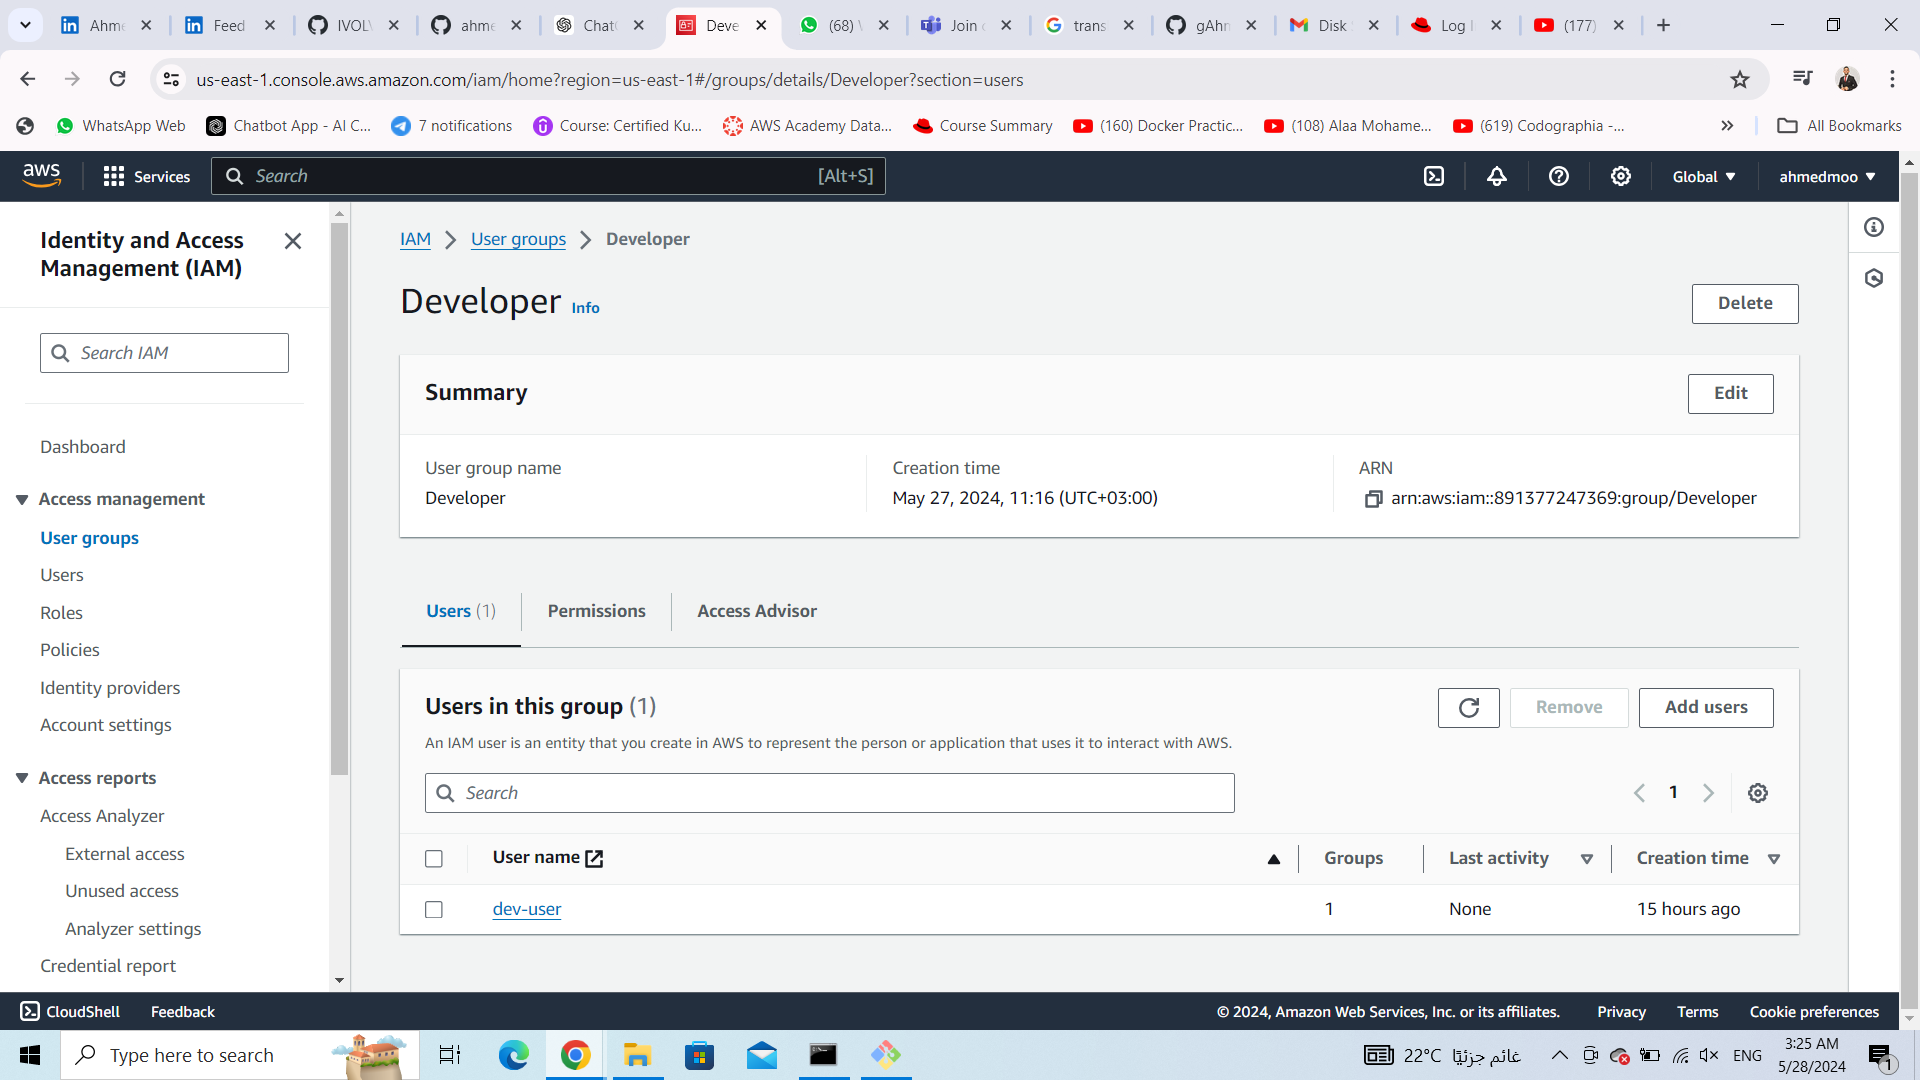 Ahme
Feed
IVOLV
ahme
Chat
Deve
(68)
Join
trans
gAhn
Disk
Log
(177)
us-east-1.console.aws.amazon.com/iam/home?region=us-east-1#/groups/details/Developer?section=users
WhatsApp Web
Chatbot App - AI C...
7 notifications
Course: Certified Ku...
AWS Academy Data...
Course Summary
(160) Docker Practic...
(108) Alaa Mohame...
(619) Codographia -...
All Bookmarks
aws
Services
Search
[Alt+S]
Global
ahmedmoo
Identity and Access
Management (IAM)
Search IAM
Dashboard
Access management
User groups
Users
Roles
Policies
Identity providers
Account settings
Access reports
Access Analyzer
External access
Unused access
Analyzer settings
Credential report
IAM
User groups
Developer
Developer
Info
Delete
Summary
Edit
User group name
Developer
Creation time
May 27, 2024, 11:16 (UTC+03:00)
ARN
arn:aws:iam::891377247369:group/Developer
Users (1)
Permissions
Access Advisor
Users in this group (1)
Remove
Add users
An IAM user is an entity that you create in AWS to represent the person or application that uses it to interact with AWS.
Search
1
User name
Groups
Last activity
Creation time
dev-user
1
None
15 hours ago
CloudShell
Feedback
© 2024, Amazon Web Services, Inc. or its affiliates.
Privacy
Terms
Cookie preferences
Type here to search
22°C
غائم جزئيًا
ENG
3:25 AM
5/28/2024
1